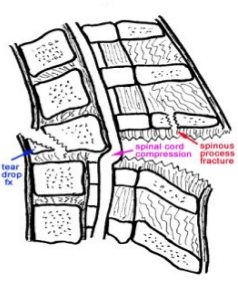 tear
drop
fx
spinal cord
compression
spinous
process
fracture